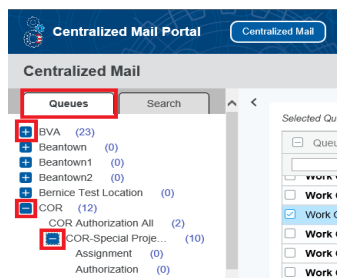 Centralized Mail Portal
Centralized Mail
Centralized Mail
Queues
Search
Selected Qu
BVA (23)
Queu
Beantown (0)
Beantown1 (0)
Beantown2 (0)
Work
Bernice Test Location (0)
Work
COR (12)
Work
COR Authorization All (2)
Work
COR-Special Proje... (10)
Assignment (0)
Work
Authorization (0)
Work